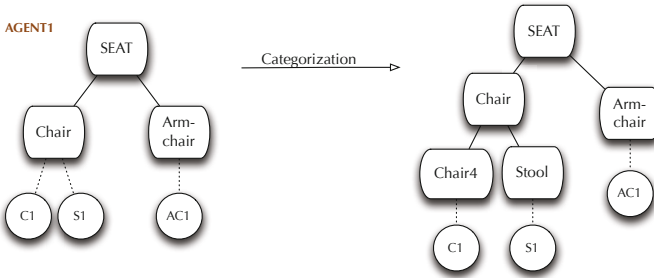 AGENT1
SEAT
Chair
Arm-
chair
C1
S1
AC1
Categorization
SEAT
Chair
Arm-
chair
Chair4
Stool
AC1
C1
S1